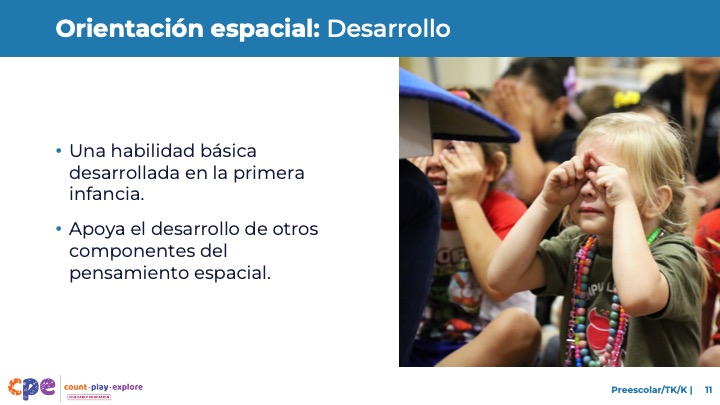 Orientación espacial: Desarrollo
• Una habilidad básica
desarrollada en la primera
infancia.
• Apoya el desarrollo de otros
componentes del
pensamiento espacial.
cpe
count·play·explore
Preescolar/TK/K | 11